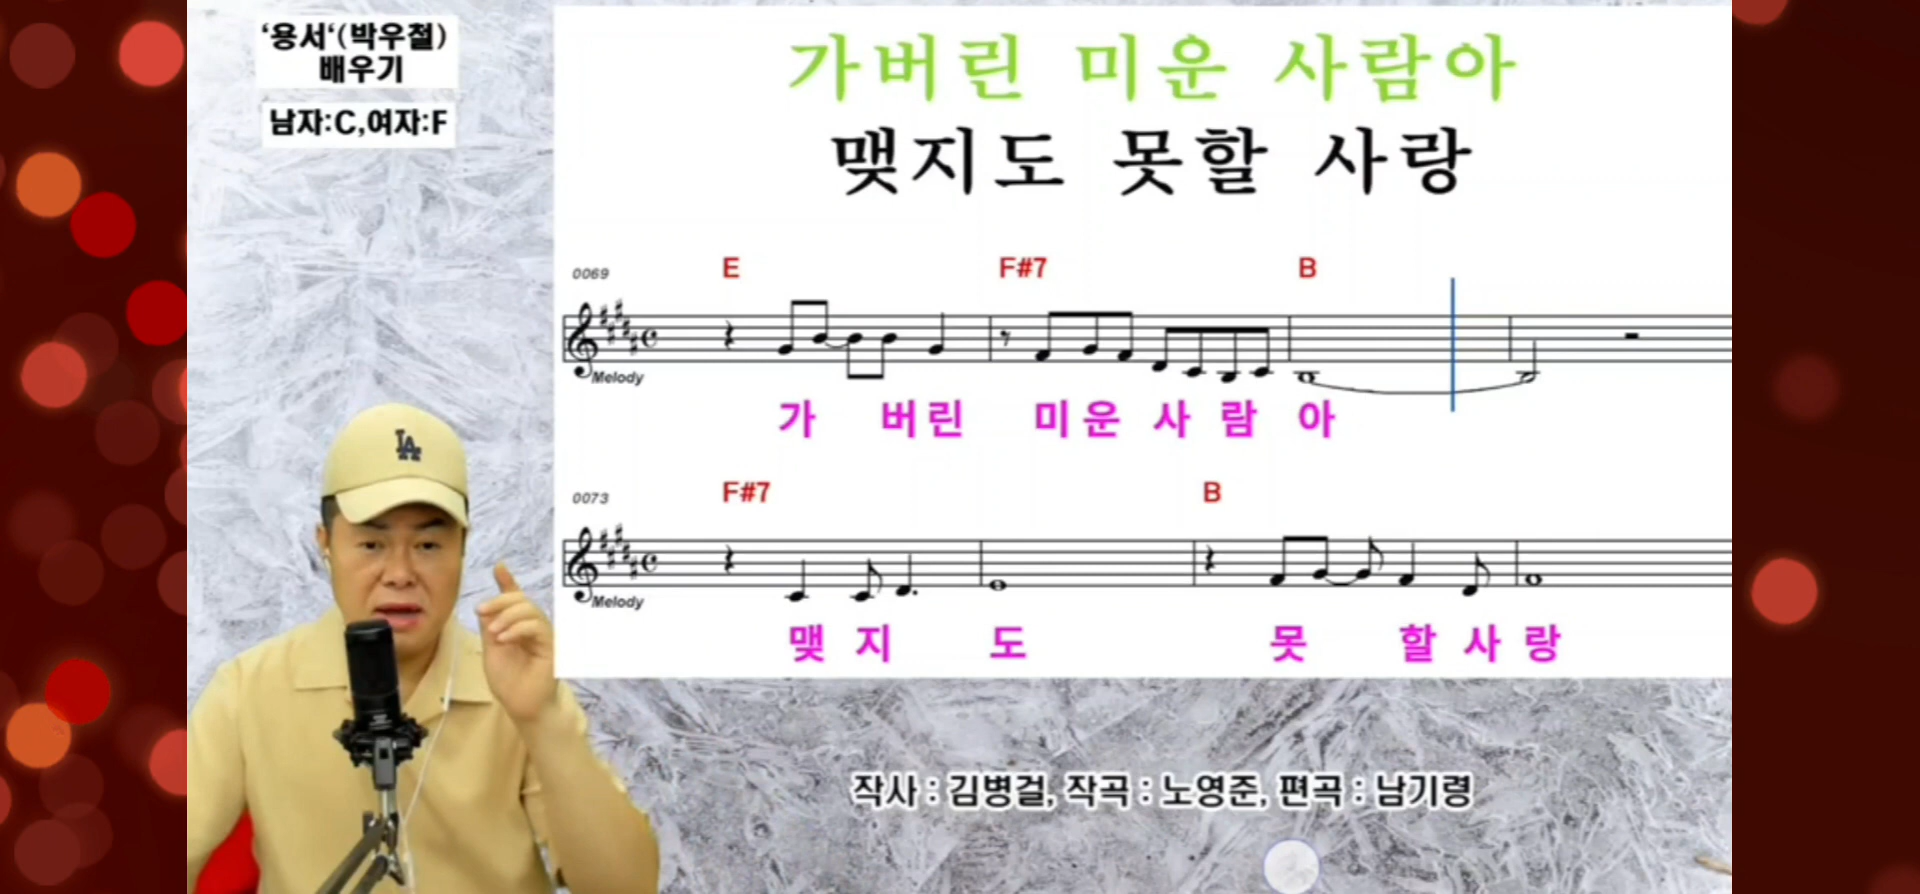 ‘용서‘(박우철)
배우기
남자:C,여자:F
가버린 미운 사람아
맺지도 못할 사랑
0069
E F#7 B
Melody
가 버린 미운 사 람 아
0073
F#7 B
Melody
맺 지 도 못 할 사 랑
LA
작사 : 김병걸, 작곡 : 노영준, 편곡 : 남기령